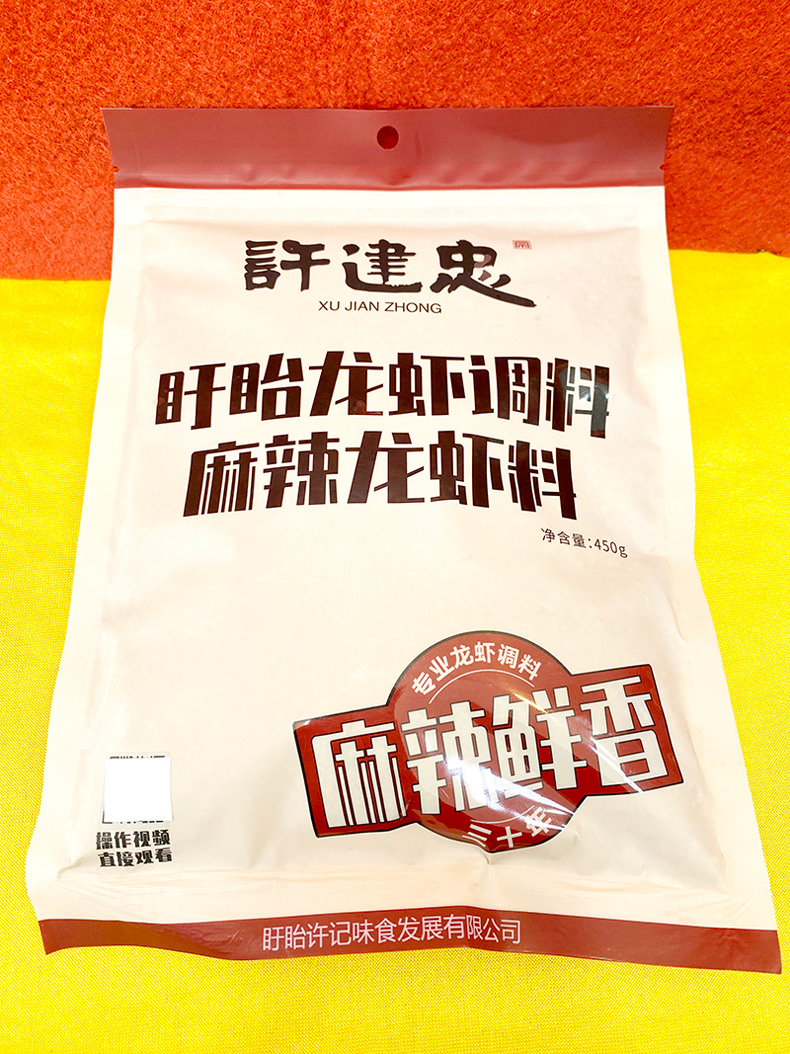 許建忠
XU JIAN ZHONG
盱眙龙虾调料
麻辣龙虾料
净含量:450g
专业龙虾调料
麻辣鲜香
三十
操作视频
直接观看
盱眙许记味食发展有限公司